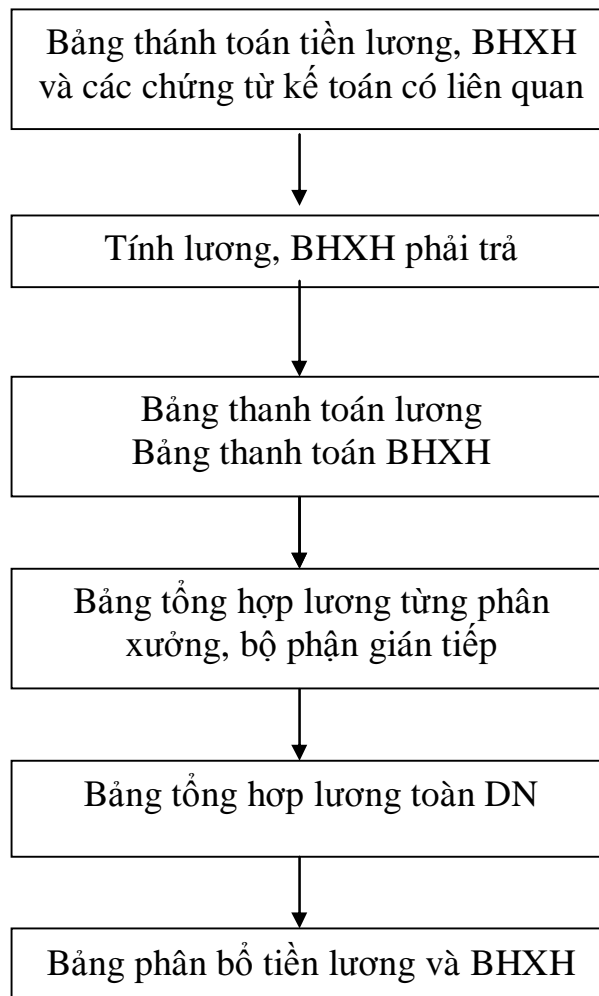 Bảng thánh toán tiền lương, BHXH
và các chứng từ kế toán có liên quan
Tính lương, BHXH phải trả
Bảng thanh toán lương
Bảng thanh toán BHXH
Bảng tổng hợp lương từng phân
xưởng, bộ phận gián tiếp
Bảng tổng hơp lương toàn DN
Bảng phân bổ tiền lương và BHXH